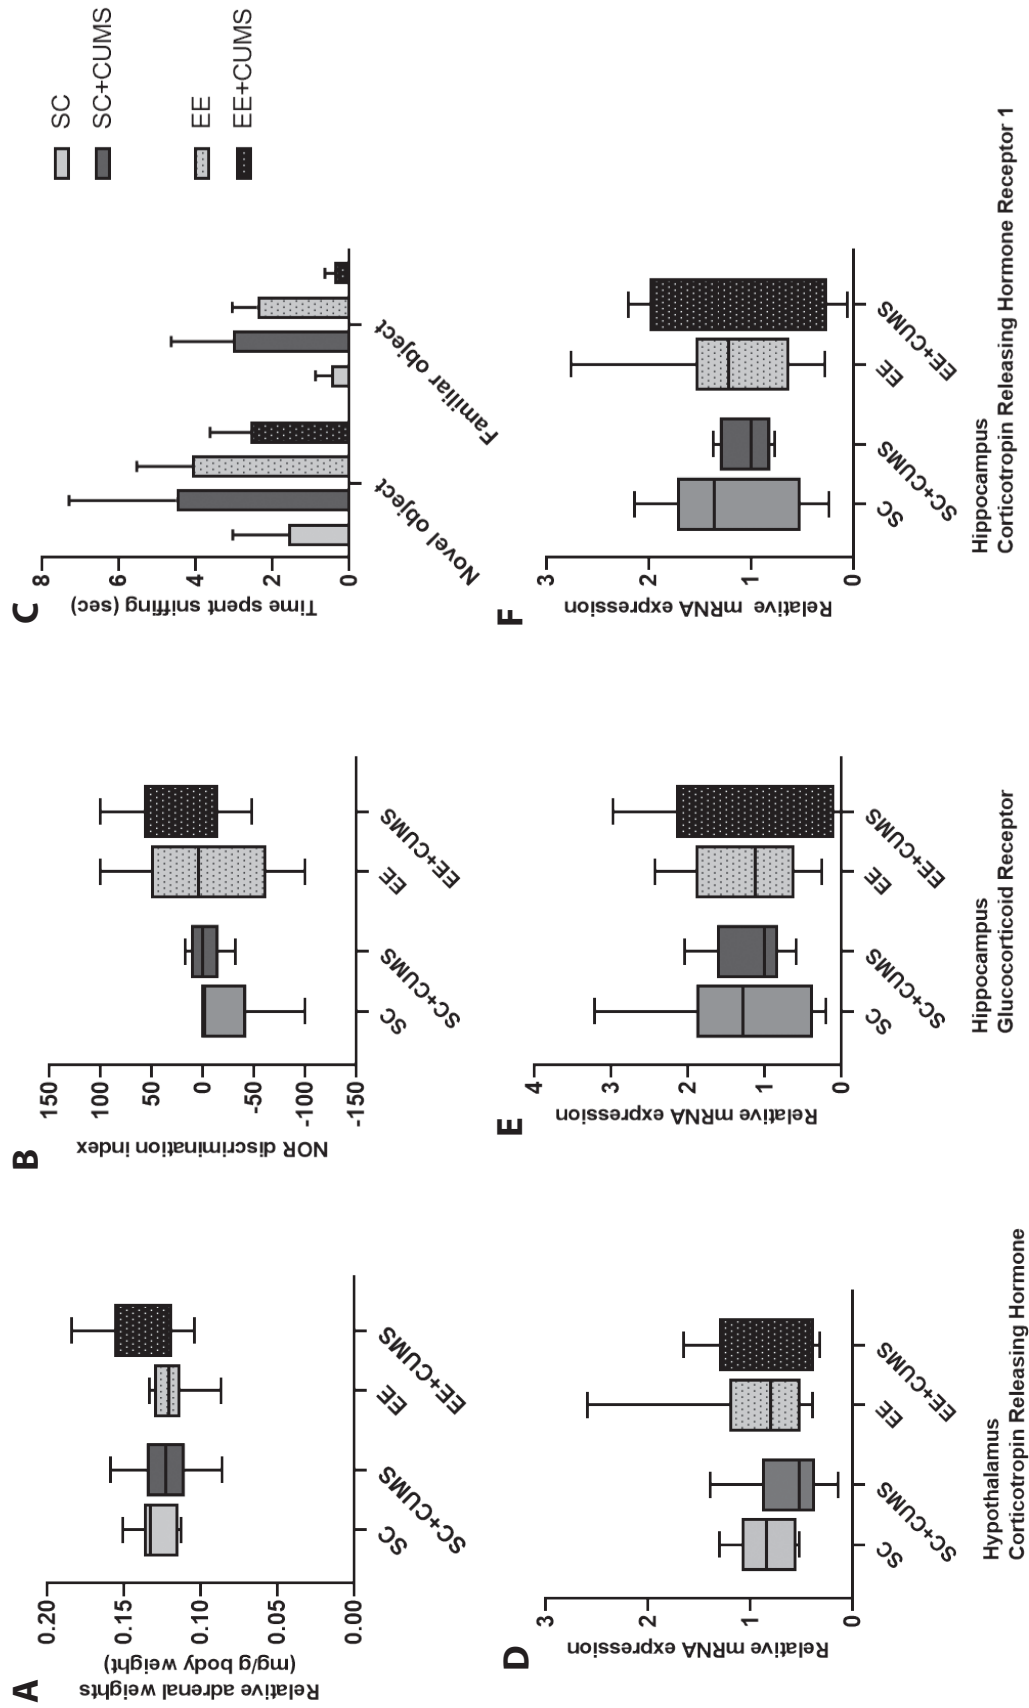 A
Relative adrenal weights
(mg/g body weight)
0.20
0.15
0.10
0.05
0.00
SC
SC+CUMS
EE
EE+CUMS
B
NOR discrimination index
150
100
50
0
-50
-100
-150
SC
SC+CUMS
EE
EE+CUMS
C
Time spent sniffing (sec)
8
6
4
2
0
Novel object
Familiar object
SC
SC+CUMS
EE
EE+CUMS
D
Relative mRNA expression
3
2
1
0
SC
SC+CUMS
EE
EE+CUMS
Hypothalamus
Corticotropin Releasing Hormone
E
Relative mRNA expression
4
3
2
1
0
SC
SC+CUMS
EE
EE+CUMS
Hippocampus
Glucocorticoid Receptor
F
Relative mRNA expression
3
2
1
0
SC
SC+CUMS
EE
EE+CUMS
Hippocampus
Corticotropin Releasing Hormone Receptor 1